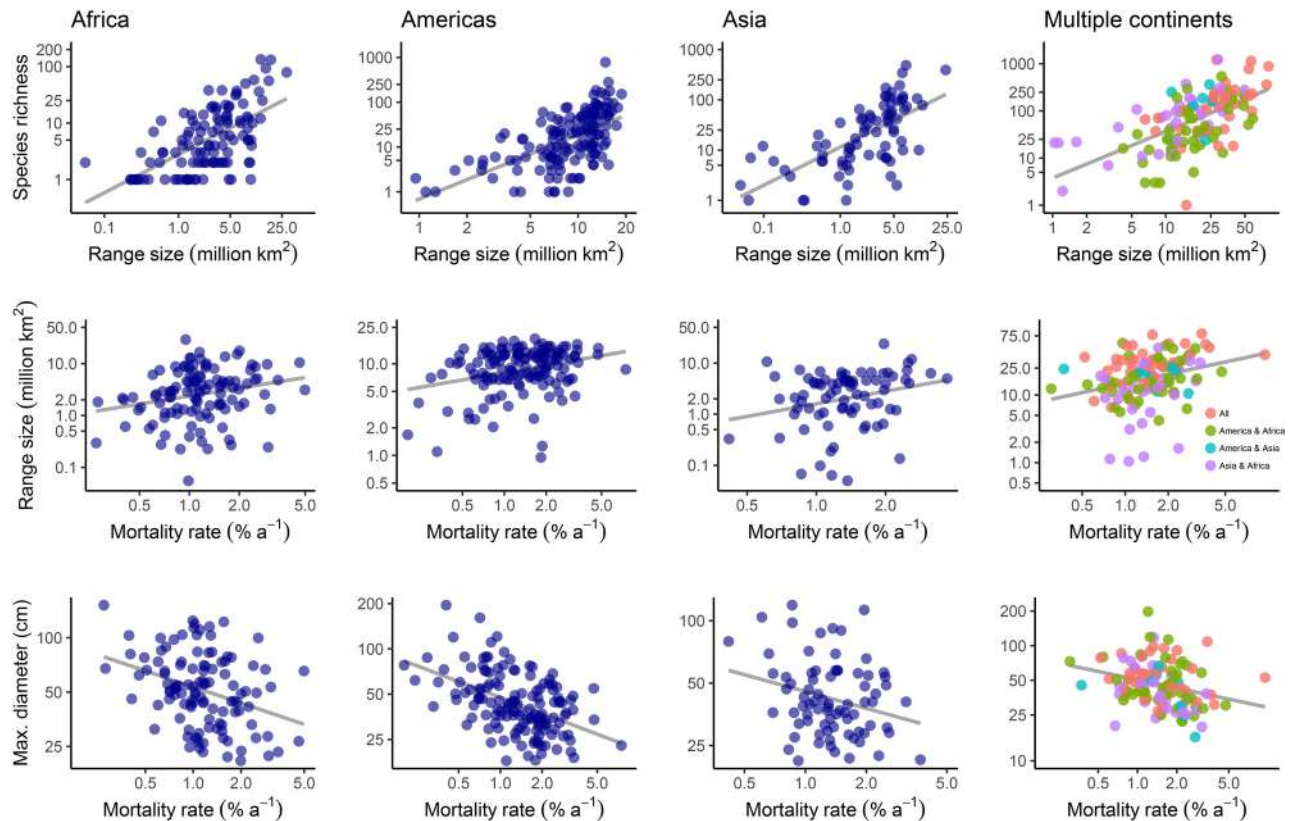 Africa
Americas
Asia
Multiple continents
Species richness
200
100
25
10
5
1
0.1 1.0 5.0 25.0
Range size (million km²)
1000
250
100
25
10
5
1
1 2 5 10 20
Range size (million km²)
1000
250
100
25
10
5
1
0.1 1.0 5.0 25.0
Range size (million km²)
1000
250
100
25
10
5
1
1 2 5 10 25 50
Range size (million km²)
Range size (million km²)
50.0
10.0
2.0
1.0
0.5
0.1
0.5 1.0 2.0 5.0
Mortality rate (% a⁻¹)
25.0
10.0
5.0
2.0
1.0
0.5
0.5 1.0 2.0 5.0
Mortality rate (% a⁻¹)
50.0
10.0
2.0
1.0
0.5
0.1
0.5 1.0 2.0
Mortality rate (% a⁻¹)
75.0
25.0
10.0
5.0
2.0
1.0
0.5
All
America & Africa
America & Asia
Asia & Africa
0.5 1.0 2.0 5.0
Mortality rate (% a⁻¹)
Max. diameter (cm)
100
50
25
0.5 1.0 2.0 5.0
Mortality rate (% a⁻¹)
200
100
50
25
0.5 1.0 2.0 5.0
Mortality rate (% a⁻¹)
100
50
25
0.5 1.0 2.0 5.0
Mortality rate (% a⁻¹)
200
100
50
25
10
0.5 1.0 2.0 5.0
Mortality rate (% a⁻¹)